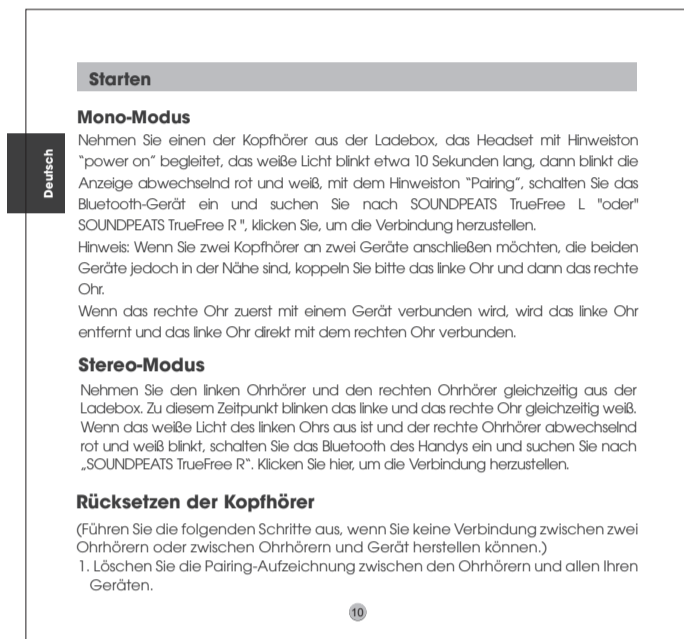 Starten
Deutsch
Mono-Modus
Nehmen Sie einen der Kopfhörer aus der Ladebox, das Headset mit Hinweiston
"power on" begleitet, das weiße Licht blinkt etwa 10 Sekunden lang, dann blinkt die
Anzeige abwechselnd rot und weiß, mit dem Hinweiston "Pairing", schalten Sie das
Bluetooth-Gerät ein und suchen Sie nach SOUNDPEATS TrueFree L "oder"
SOUNDPEATS TrueFree R ", klicken Sie, um die Verbindung herzustellen.
Hinweis: Wenn Sie zwei Kopfhörer an zwei Geräte anschließen möchten, die beiden
Geräte jedoch in der Nähe sind, koppeln Sie bitte das linke Ohr und dann das rechte
Ohr.
Wenn das rechte Ohr zuerst mit einem Gerät verbunden wird, wird das linke Ohr
entfernt und das linke Ohr direkt mit dem rechten Ohr verbunden.
Stereo-Modus
Nehmen Sie den linken Ohrhörer und den rechten Ohrhörer gleichzeitig aus der
Ladebox. Zu diesem Zeitpunkt blinken das linke und das rechte Ohr gleichzeitig weiß.
Wenn das weiße Licht des linken Ohrs aus ist und der rechte Ohrhörer abwechselnd
rot und weiß blinkt, schalten Sie das Bluetooth des Handys ein und suchen Sie nach
„SOUNDPEATS TrueFree R“. Klicken Sie hier, um die Verbindung herzustellen.
Rücksetzen der Kopfhörer
(Führen Sie die folgenden Schritte aus, wenn Sie keine Verbindung zwischen zwei
Ohrhörern oder zwischen Ohrhörern und Gerät herstellen können.)
1. Löschen Sie die Pairing-Aufzeichnung zwischen den Ohrhörern und allen Ihren
Geräten.
10